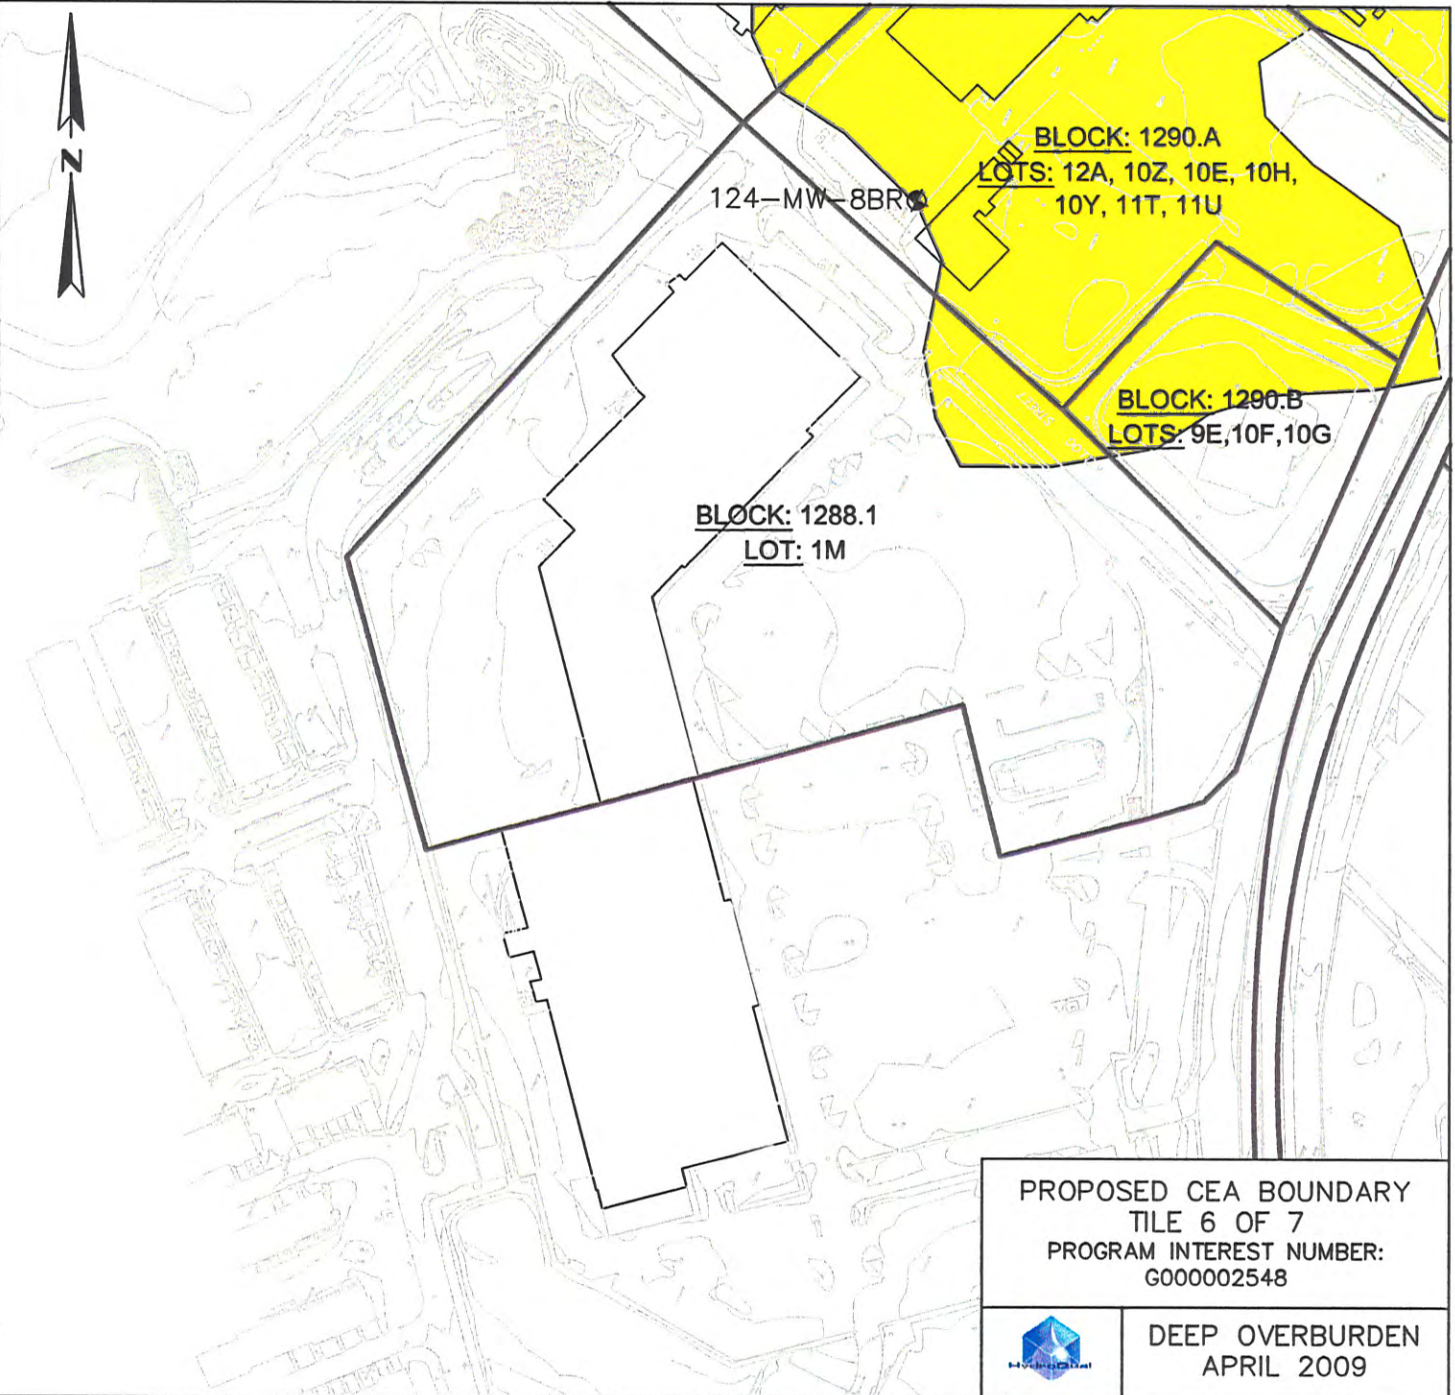 N
BLOCK: 1290.A
LOTS: 12A, 10Z, 10E, 10H,
10Y, 11T, 11U
124-MW-8BR
BLOCK: 1290.B
LOTS: 9E,10F,10G
BLOCK: 1288.1
LOT: 1M
PROPOSED CEA BOUNDARY
TILE 6 OF 7
PROGRAM INTEREST NUMBER:
G000002548
HydroQual
DEEP OVERBURDEN
APRIL 2009